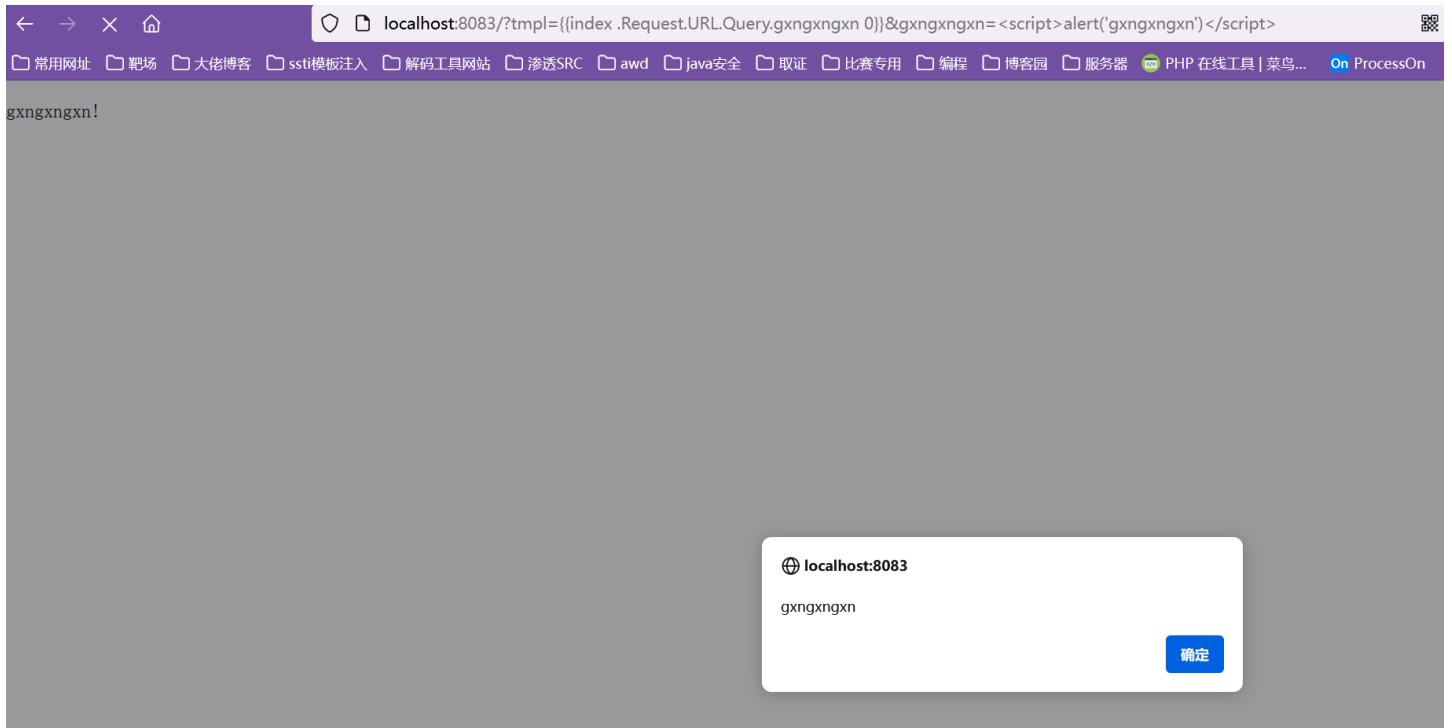 localhost:8083/?tmpl={{index .Request.URL.Query.gxngxngxn 0}}&gxngxngxn=<script>alert('gxngxngxn')</script>
常用网址 靶场 大佬博客 ssti模板注入 解码工具网站 渗透SRC awd java安全 取证 比赛专用 编程 博客园 服务器 PHP 在线工具 | 菜鸟... On ProcessOn
gxngxngxn!
localhost:8083
gxngxngxn
确定